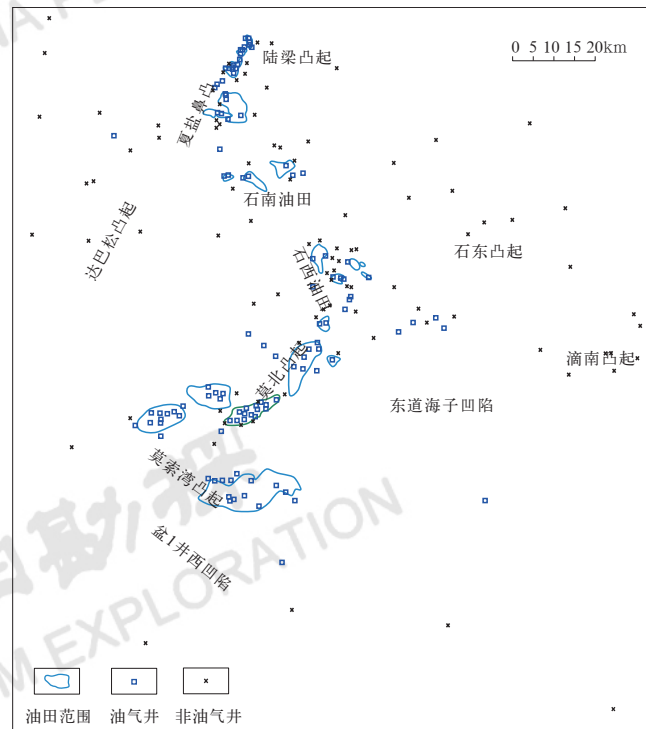 0 5 10 15 20km
陆梁凸起
夏盐鼻凸
石南油田
达巴松凸起
石西油田
石东凸起
滴南凸起
莫北凸起
东道海子凹陷
莫索湾凸起
盆1井西凹陷
油田范围
油气井
非油气井
M EXPLORATION